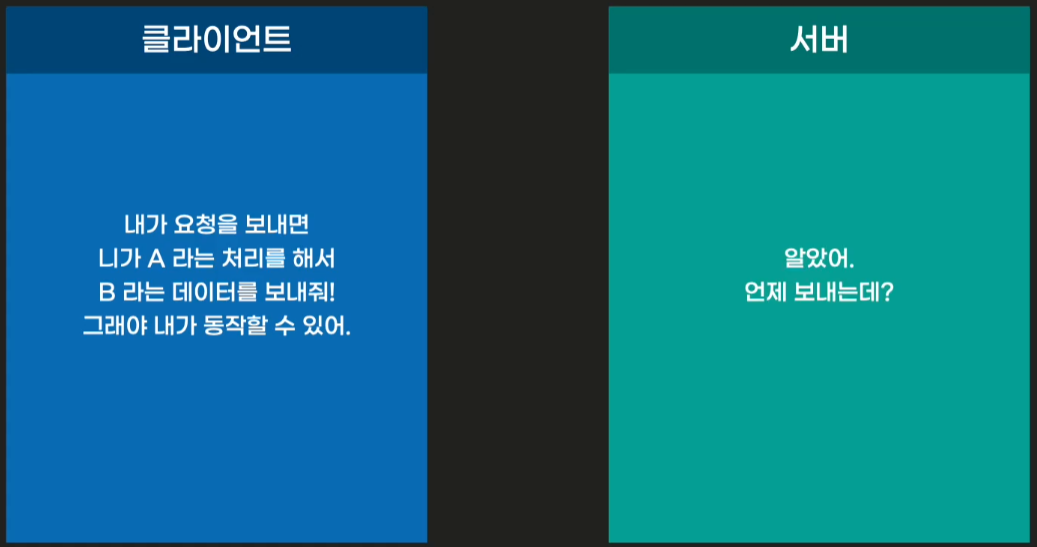 클라이언트
내가 요청을 보내면
니가 A 라는 처리를 해서
B 라는 데이터를 보내줘!
그래야 내가 동작할 수 있어.
서버
알았어.
언제 보내는데?